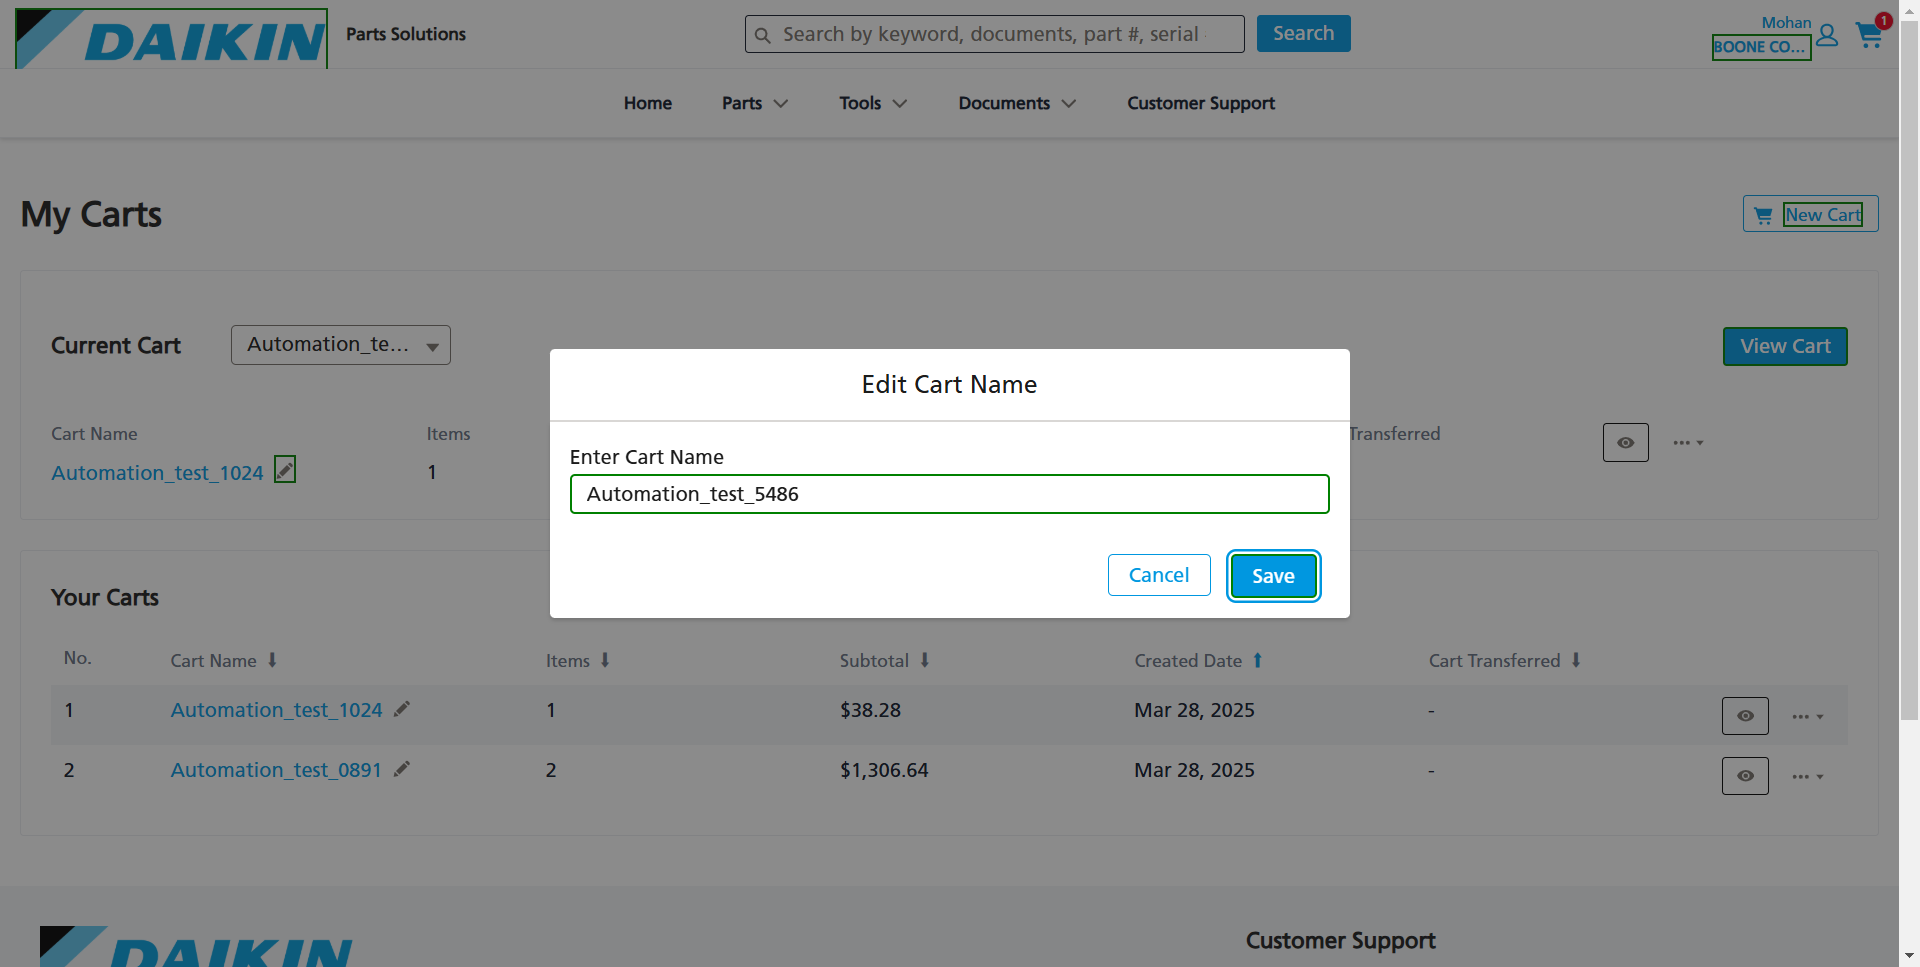 DAIKIN
Parts Solutions
Search by keyword, documents, part #, serial
Search
Mohan
BOONE CO...
1
Home
Parts
Tools
Documents
Customer Support
My Carts
New Cart
Current Cart
Automation_te...
View Cart
Cart Name
Items
Transferred
Automation_test_1024
1
Edit Cart Name
Enter Cart Name
Automation_test_5486
Cancel
Save
Your Carts
No.
Cart Name
Items
Subtotal
Created Date
Cart Transferred
1
Automation_test_1024
1
$38.28
Mar 28, 2025
-
2
Automation_test_0891
2
$1,306.64
Mar 28, 2025
-
DAIKIN
Customer Support